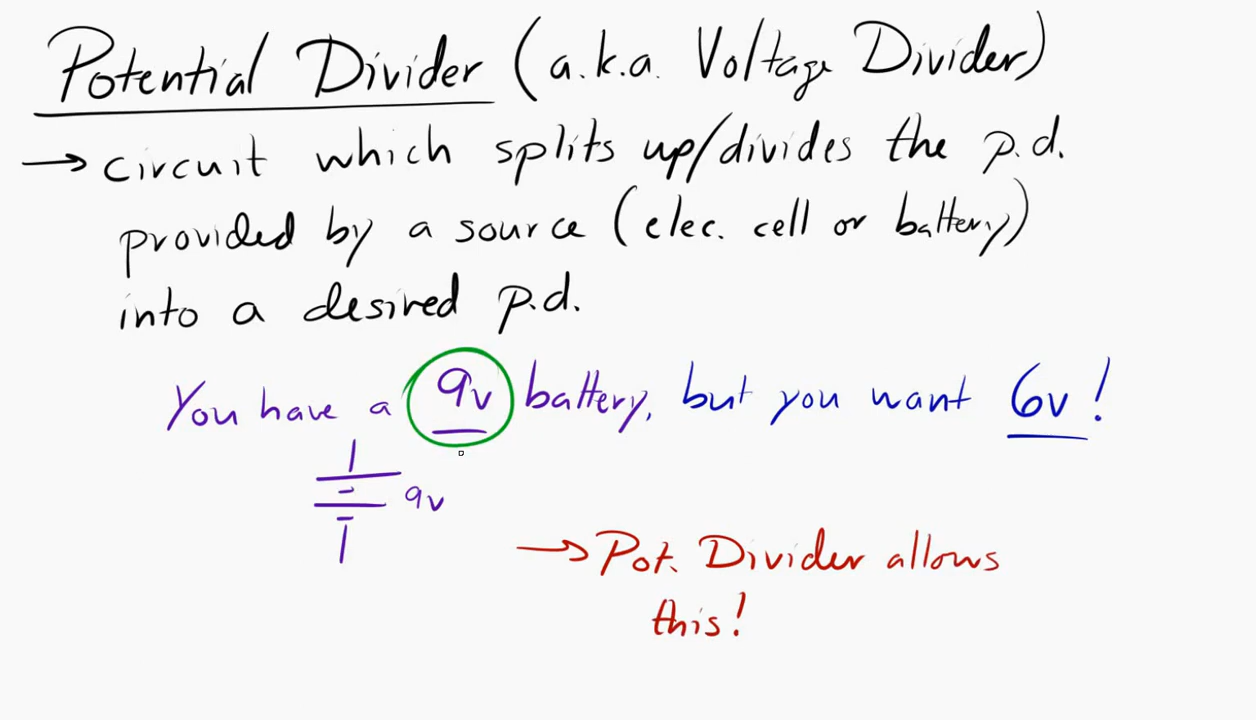 Potential Divider (a.k.a. Voltage Divider)
→ circuit which splits up/divides the p.d.
provided by a source (elec. cell or battery)
into a desired p.d.
You have a 9v battery, but you want 6v!
9v
→ Pot. Divider allows
this!